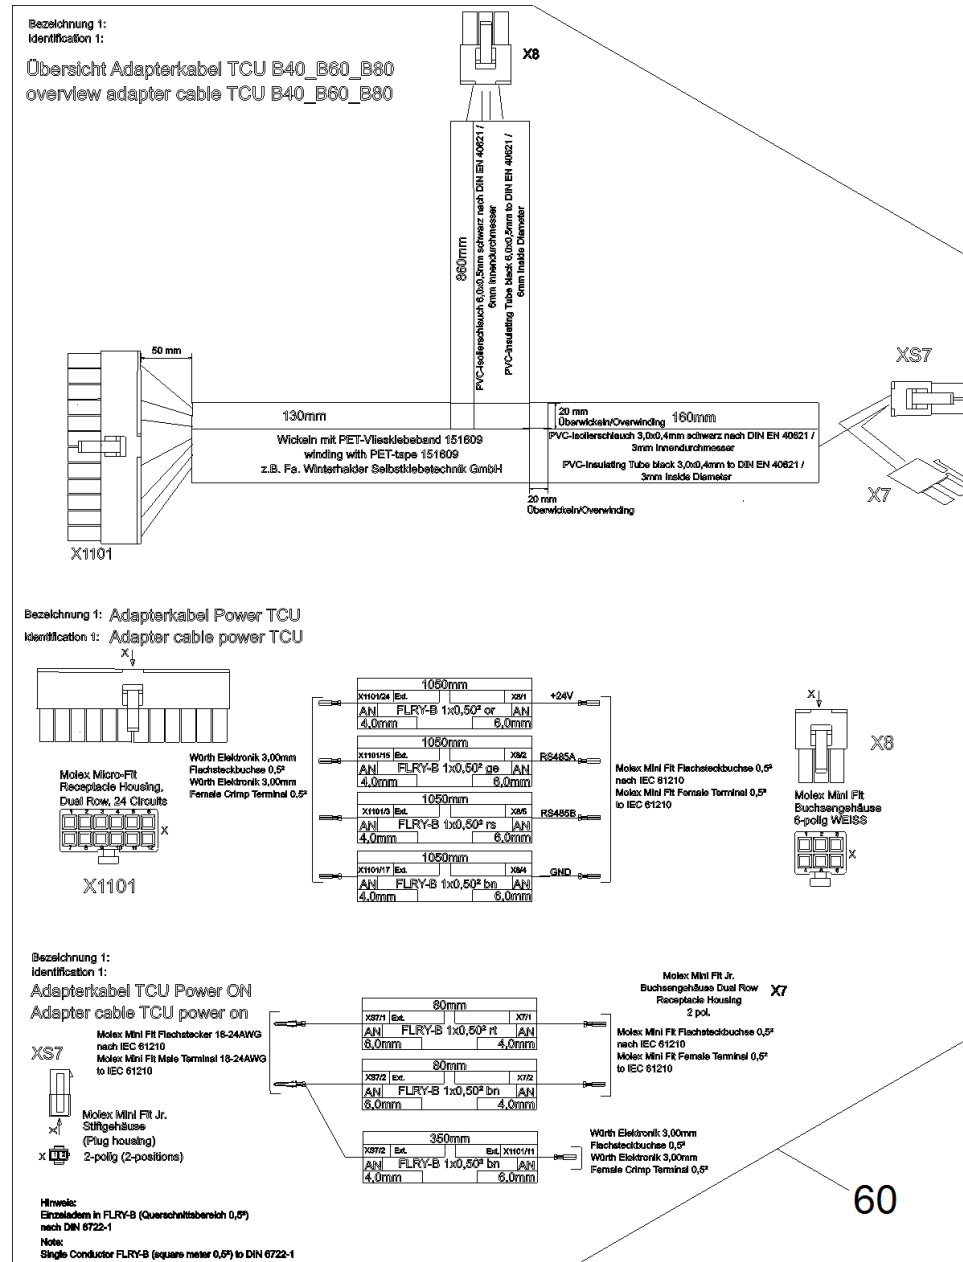 Bezeichnung 1:
Identification 1:
Übersicht Adapterkabel TCU B40_B60_B80
overview adapter cable TCU B40_B60_B80
X8
860mm
PVC-Isolierschlauch 6,0x0,5mm schwarz nach DIN EN 40621 /
6mm Innendurchmesser
PVC-Insulating Tube black 6,0x0,5mm to DIN EN 40621 /
6mm Inside Diameter
50 mm
XS7
130mm
20 mm
Überwickeln/Overwinding
160mm
Wickeln mit PET-Vliesklebeband 151609
winding with PET-tape 151609
z.B. Fa. Winterhalder Selbstklebetechnik GmbH
PVC-Isolierschlauch 3,0x0,4mm schwarz nach DIN EN 40621 /
3mm Innendurchmesser
PVC-Insulating Tube black 3,0x0,4mm to DIN EN 40621 /
3mm Inside Diameter
20 mm
Überwickeln/Overwinding
X7
X1101
Bezeichnung 1: Adapterkabel Power TCU
Identification 1: Adapter cable power TCU
X
1050mm
X1101/24 Ext. X8/1 +24V
AN FLRY-B 1x0,50² or AN
4,0mm 6,0mm
1050mm
X1101/15 Ext. X8/2 RS485A
AN FLRY-B 1x0,50² ge AN
4,0mm 6,0mm
1050mm
X1101/3 Ext. X8/5 RS485B
AN FLRY-B 1x0,50² rs AN
4,0mm 6,0mm
1050mm
X1101/17 Ext. X8/4 GND
AN FLRY-B 1x0,50² bn AN
4,0mm 6,0mm
Würth Elektronik 3,00mm
Flachsteckbuchse 0,5²
Würth Elektronik 3,00mm
Female Crimp Terminal 0,5²
Molex Micro-Fit
Receptacle Housing,
Dual Row, 24 Circuits
1 2 3 4 5 6
X
7 8 9 10 11 12
X1101
Molex Mini Fit Flachsteckbuchse 0,5²
nach IEC 61210
Molex Mini Fit Female Terminal 0,5²
to IEC 61210
X
X8
Molex Mini Fit
Buchsengehäuse
6-polig WEISS
1 2 3
X
4 5 6
Bezeichnung 1:
Identification 1:
Adapterkabel TCU Power ON
Adapter cable TCU power on
XS7
Molex Mini Fit Flachstecker 18-24AWG
nach IEC 61210
Molex Mini Fit Male Terminal 18-24AWG
to IEC 61210
X
Molex Mini Fit Jr.
Stiftgehäuse
(Plug housing)
2-polig (2-positions)
X
80mm
XS7/1 Ext. X7/1
AN FLRY-B 1x0,50² rt AN
6,0mm 4,0mm
80mm
XS7/2 Ext. X7/2
AN FLRY-B 1x0,50² bn AN
6,0mm 4,0mm
350mm
XS7/2 Ext. Ext. X1101/11
AN FLRY-B 1x0,50² bn AN
4,0mm 6,0mm
Molex Mini Fit Jr.
Buchsengehäuse Dual Row
Receptacle Housing
2 pol.
X7
Molex Mini Fit Flachsteckbuchse 0,5²
nach IEC 61210
Molex Mini Fit Female Terminal 0,5²
to IEC 61210
Würth Elektronik 3,00mm
Flachsteckbuchse 0,5²
Würth Elektronik 3,00mm
Female Crimp Terminal 0,5²
60
Hinweis:
Einzeladern in FLRY-B (Querschnittsbereich 0,5²)
nach DIN 6722-1
Note:
Single Conductor FLRY-B (square meter 0,5²) to DIN 6722-1